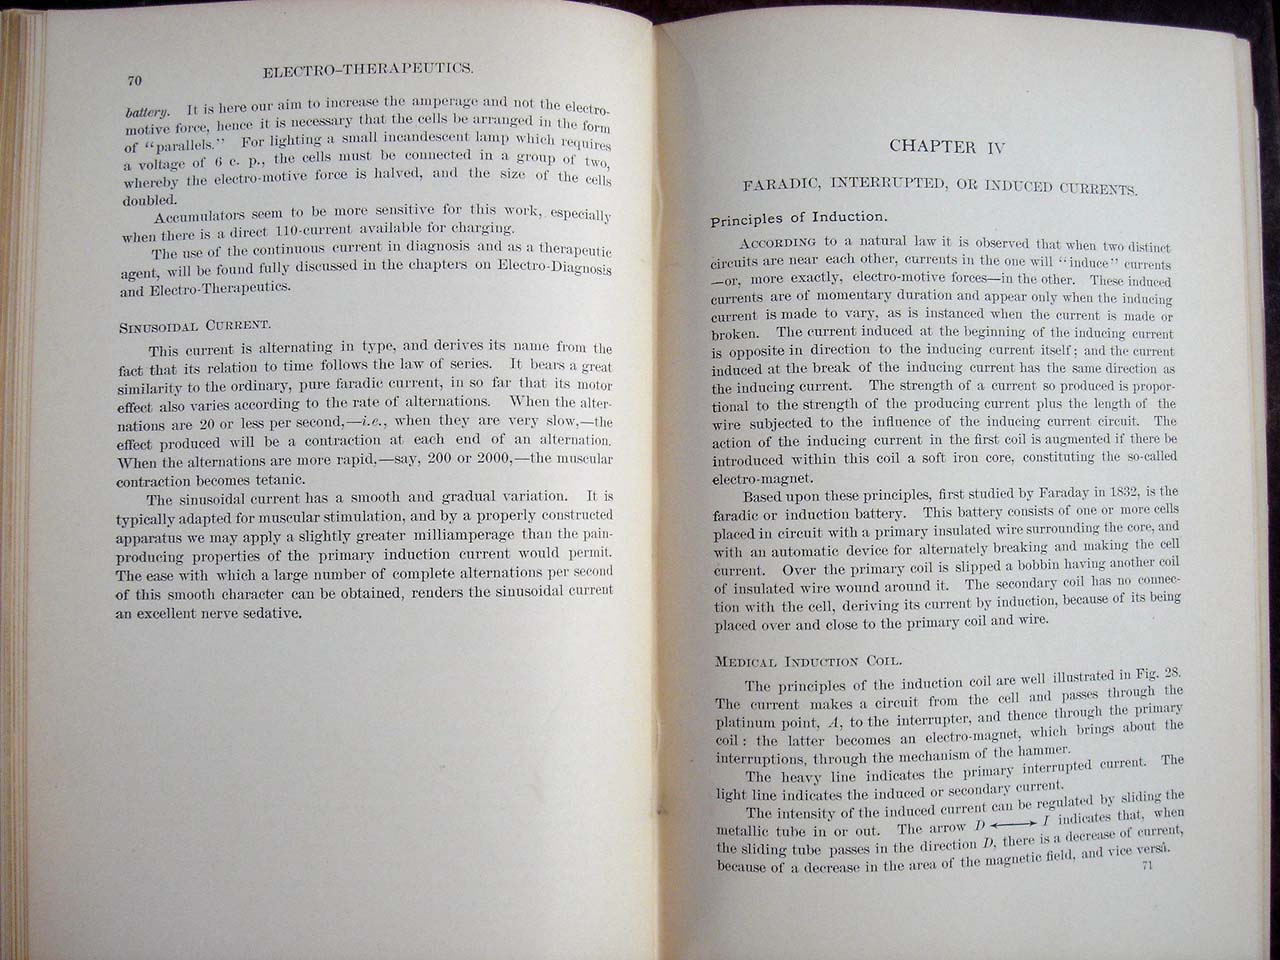 70
ELECTRO-THERAPEUTICS.
battery. It is here our aim to increase the amperage and not the electro-
motive force, hence it is necessary that the cells be arranged in the form
of “parallels.” For lighting a small incandescent lamp which requires
a voltage of 6 c. p., the cells must be connected in a group of two,
whereby the electro-motive force is halved, and the size of the cells
doubled.
Accumulators seem to be more sensitive for this work, especially
when there is a direct 110-current available for charging.
The use of the continuous current in diagnosis and as a therapeutic
agent, will be found fully discussed in the chapters on Electro-Diagnosis
and Electro-Therapeutics.
SINUSOIDAL CURRENT.
This current is alternating in type, and derives its name from the
fact that its relation to time follows the law of series. It bears a great
similarity to the ordinary, pure faradic current, in so far that its motor
effect also varies according to the rate of alternations. When the alter-
nations are 20 or less per second,—i.e., when they are very slow,—the
effect produced will be a contraction at each end of an alternation.
When the alternations are more rapid,—say, 200 or 2000,—the muscular
contraction becomes tetanic.
The sinusoidal current has a smooth and gradual variation. It is
typically adapted for muscular stimulation, and by a properly constructed
apparatus we may apply a slightly greater milliamperage than the pain-
producing properties of the primary induction current would permit.
The ease with which a large number of complete alternations per second
of this smooth character can be obtained, renders the sinusoidal current
an excellent nerve sedative.
CHAPTER IV
FARADIC, INTERRUPTED, OR INDUCED CURRENTS.
Principles of Induction.
ACCORDING to a natural law it is observed that when two distinct
circuits are near each other, currents in the one will “induce” currents
—or, more exactly, electro-motive forces—in the other. These induced
currents are of momentary duration and appear only when the inducing
current is made to vary, as is instanced when the current is made or
broken. The current induced at the beginning of the inducing current
is opposite in direction to the inducing current itself; and the current
induced at the break of the inducing current has the same direction as
the inducing current. The strength of a current so produced is propor-
tional to the strength of the producing current plus the length of the
wire subjected to the influence of the inducing current circuit. The
action of the inducing current in the first coil is augmented if there be
introduced within this coil a soft iron core, constituting the so-called
electro-magnet.
Based upon these principles, first studied by Faraday in 1832, is the
faradic or induction battery. This battery consists of one or more cells
placed in circuit with a primary insulated wire surrounding the core, and
with an automatic device for alternately breaking and making the cell
current. Over the primary coil is slipped a bobbin having another coil
of insulated wire wound around it. The secondary coil has no connec-
tion with the cell, deriving its current by induction, because of its being
placed over and close to the primary coil and wire.
MEDICAL INDUCTION COIL.
The principles of the induction coil are well illustrated in Fig. 28.
The current makes a circuit from the cell and passes through the
platinum point, A, to the interrupter, and thence through the primary
coil: the latter becomes an electro-magnet, which brings about the
interruptions, through the mechanism of the hammer.
The heavy line indicates the primary interrupted current. The
light line indicates the induced or secondary current.
The intensity of the induced current can be regulated by sliding the
metallic tube in or out. The arrow D ⟷ I indicates that, when
the sliding tube passes in the direction D, there is a decrease of current,
because of a decrease in the area of the magnetic field, and vice versâ.
71